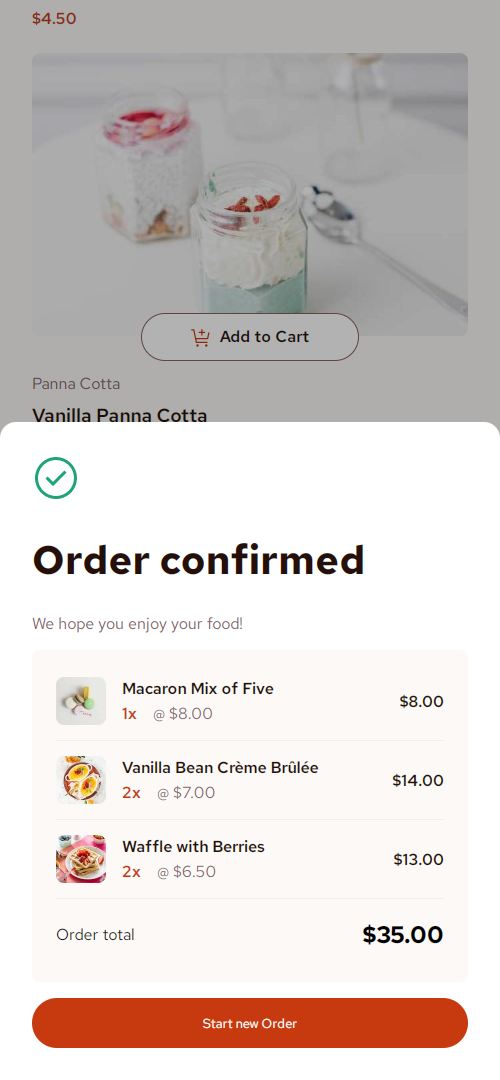 $4.50
Add to Cart
Panna Cotta
Vanilla Panna Cotta
Order confirmed
We hope you enjoy your food!
Macaron Mix of Five
1x @ $8.00
$8.00
Vanilla Bean Crème Brûlée
2x @ $7.00
$14.00
Waffle with Berries
2x @ $6.50
$13.00
Order total
$35.00
Start new Order